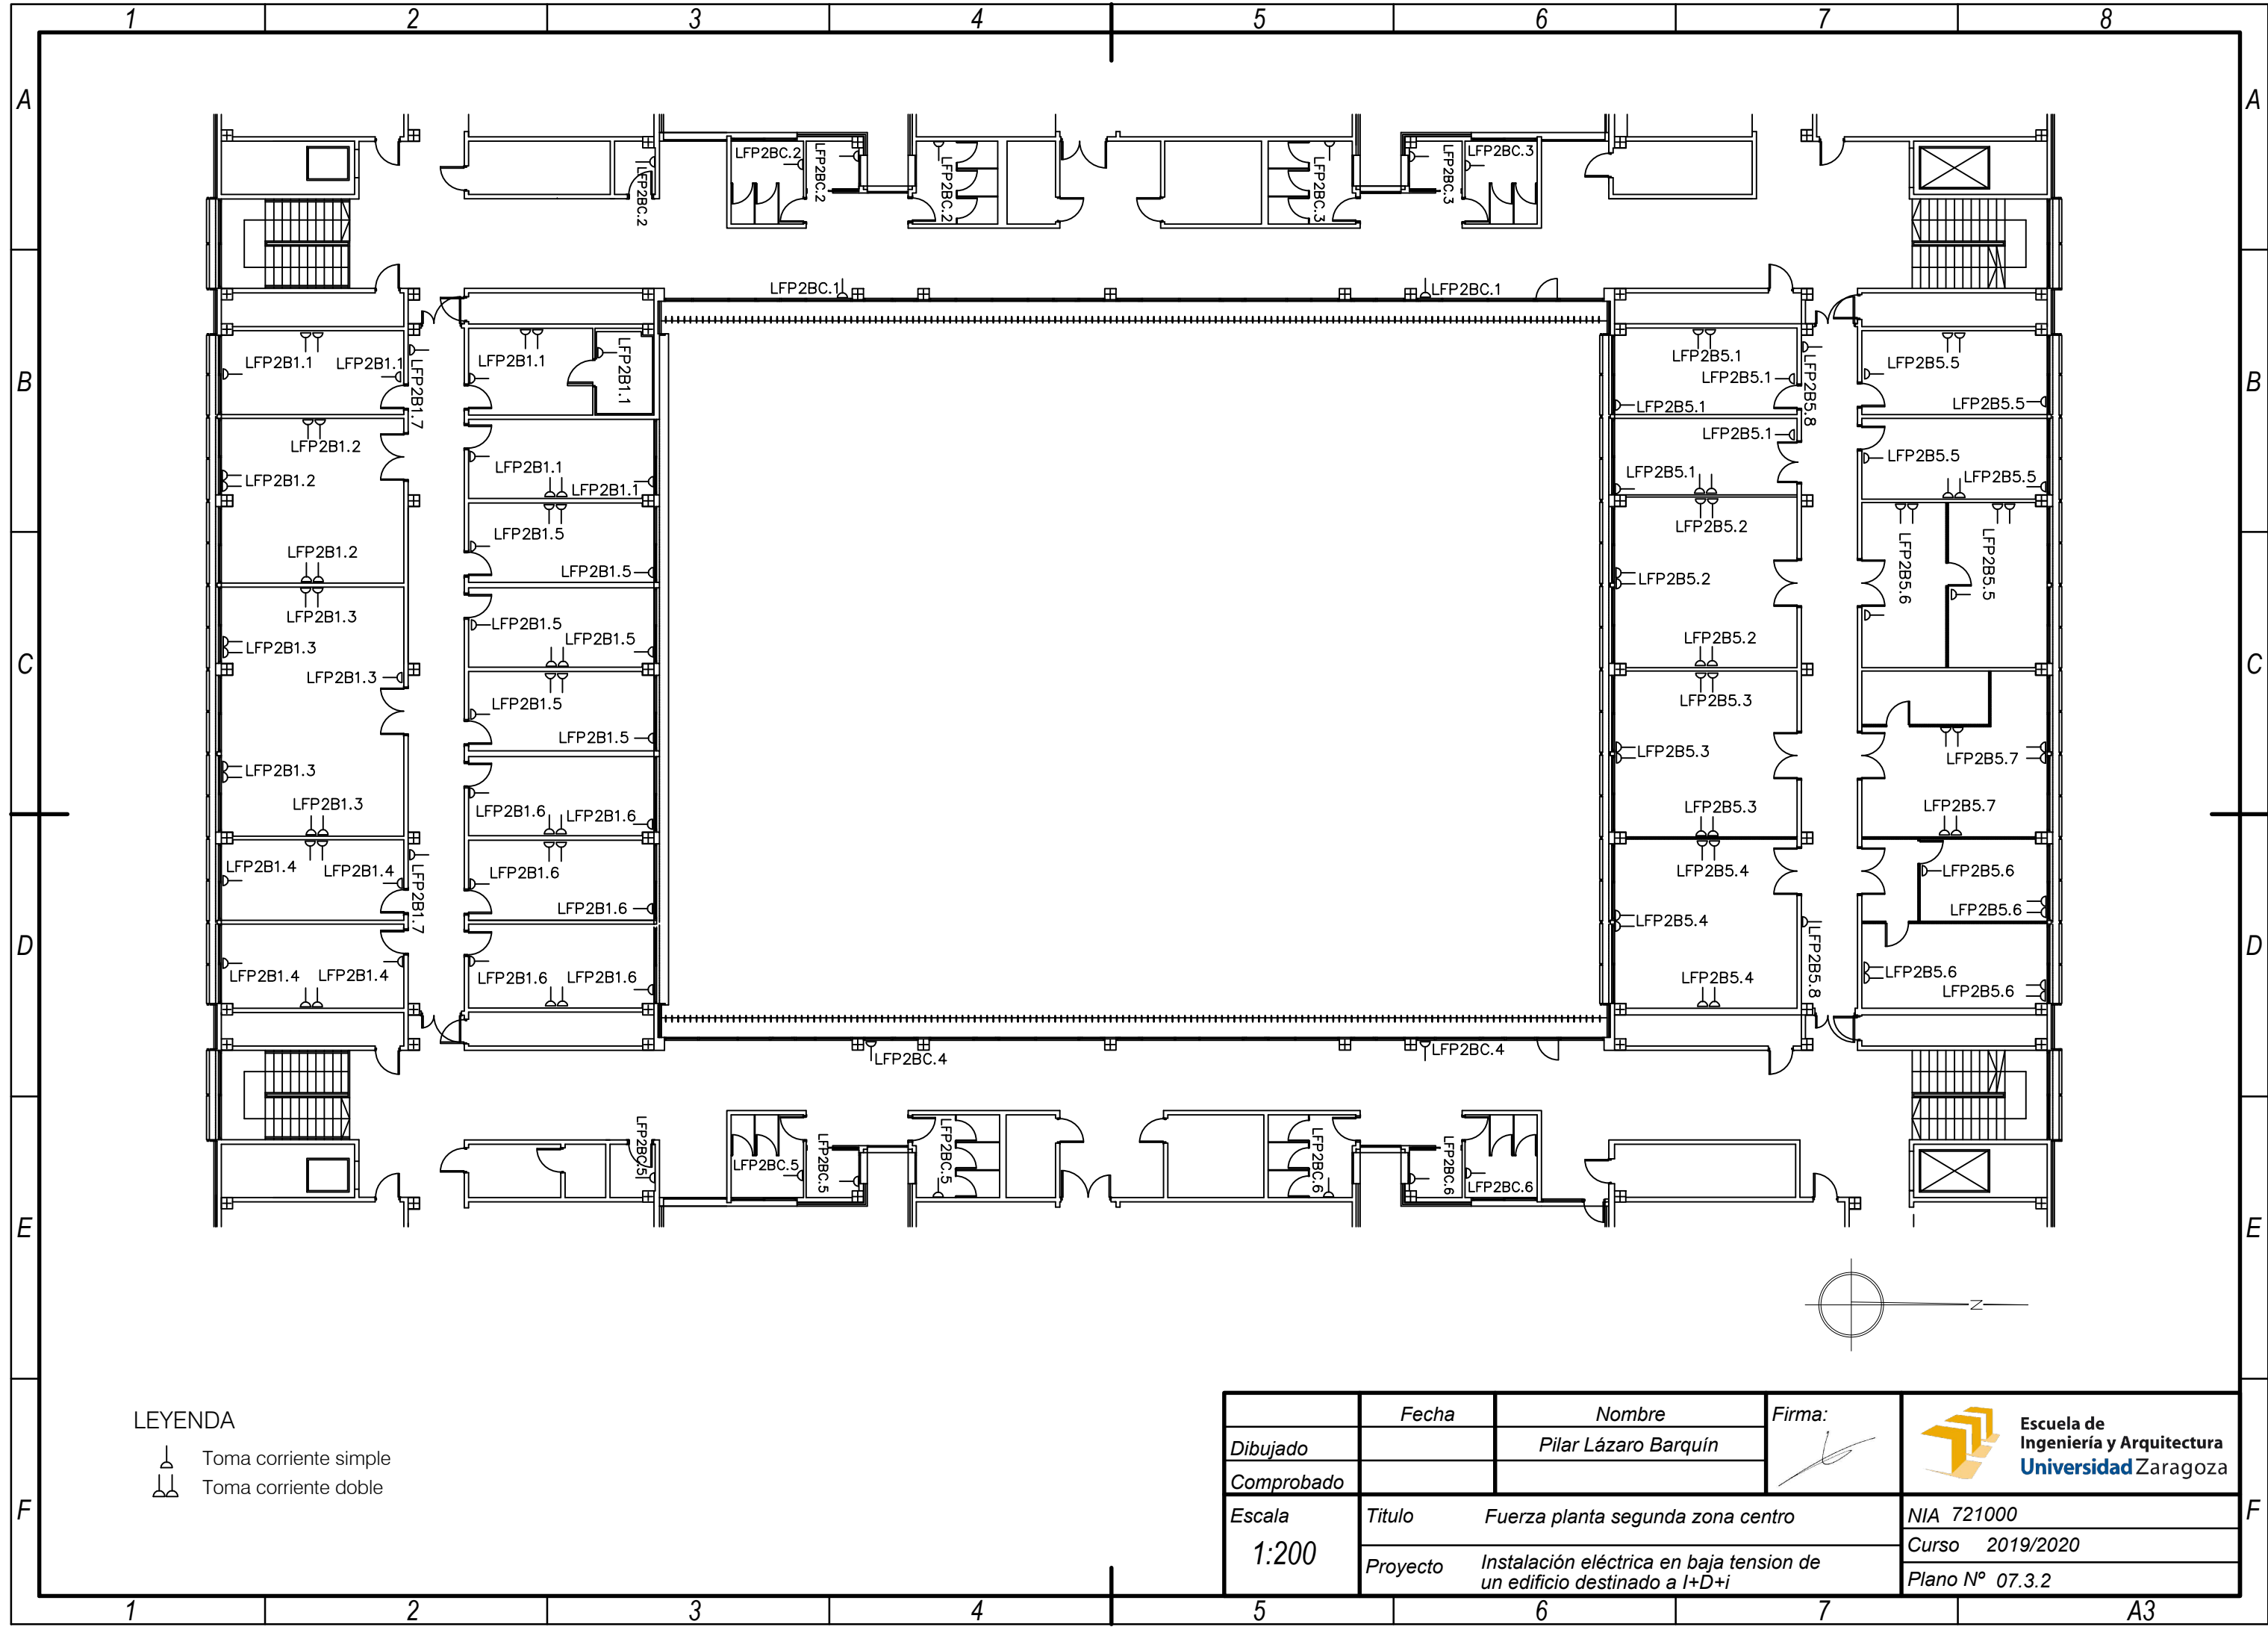 1 2 3 4 5 6 7 8
A A
LFP2BC.2 LFP2BC.2 LFP2BC.2 LFP2BC.2 LFP2BC.3 LFP2BC.3 LFP2BC.3
LFP2BC.1 LFP2BC.1
B B
LFP2B1.1 LFP2B1.1 LFP2B1.7 LFP2B1.1 LFP2B1.1
LFP2B5.1 LFP2B5.1 LFP2B5.8 LFP2B5.5
LFP2B5.1 LFP2B5.5
LFP2B1.2 LFP2B5.1
LFP2B1.2 LFP2B1.1 LFP2B1.1 LFP2B5.1 LFP2B5.5 LFP2B5.5
LFP2B1.5 LFP2B5.2
LFP2B1.2 LFP2B1.5 LFP2B5.2 LFP2B5.6 LFP2B5.5
LFP2B1.3 LFP2B1.5 LFP2B1.5 LFP2B5.2
C C
LFP2B1.3
LFP2B1.3 LFP2B1.5 LFP2B5.3
LFP2B1.5 LFP2B5.3 LFP2B5.7
LFP2B1.3
LFP2B1.3 LFP2B1.6 LFP2B1.6 LFP2B5.3 LFP2B5.7
LFP2B1.4 LFP2B1.4 LFP2B1.7 LFP2B1.6 LFP2B5.4 LFP2B5.6
LFP2B1.6 LFP2B5.4 LFP2B5.6
D D
LFP2B1.4 LFP2B1.4 LFP2B1.6 LFP2B1.6 LFP2B5.4 LFP2B5.8 LFP2B5.6
LFP2B5.6
LFP2BC.4 LFP2BC.4
LFP2BC.5 LFP2BC.5 LFP2BC.5 LFP2BC.5 LFP2BC.6 LFP2BC.6 LFP2BC.6
E E
N
LEYENDA
Toma corriente simple
Toma corriente doble
Fecha Nombre Firma:
Dibujado Pilar Lázaro Barquín
Comprobado
Escuela de
Ingeniería y Arquitectura
Universidad Zaragoza
Escala
1:200
Titulo Fuerza planta segunda zona centro
Proyecto Instalación eléctrica en baja tension de
un edificio destinado a I+D+i
NIA 721000
Curso 2019/2020
Plano Nº 07.3.2
F F
1 2 3 4 5 6 7 A3